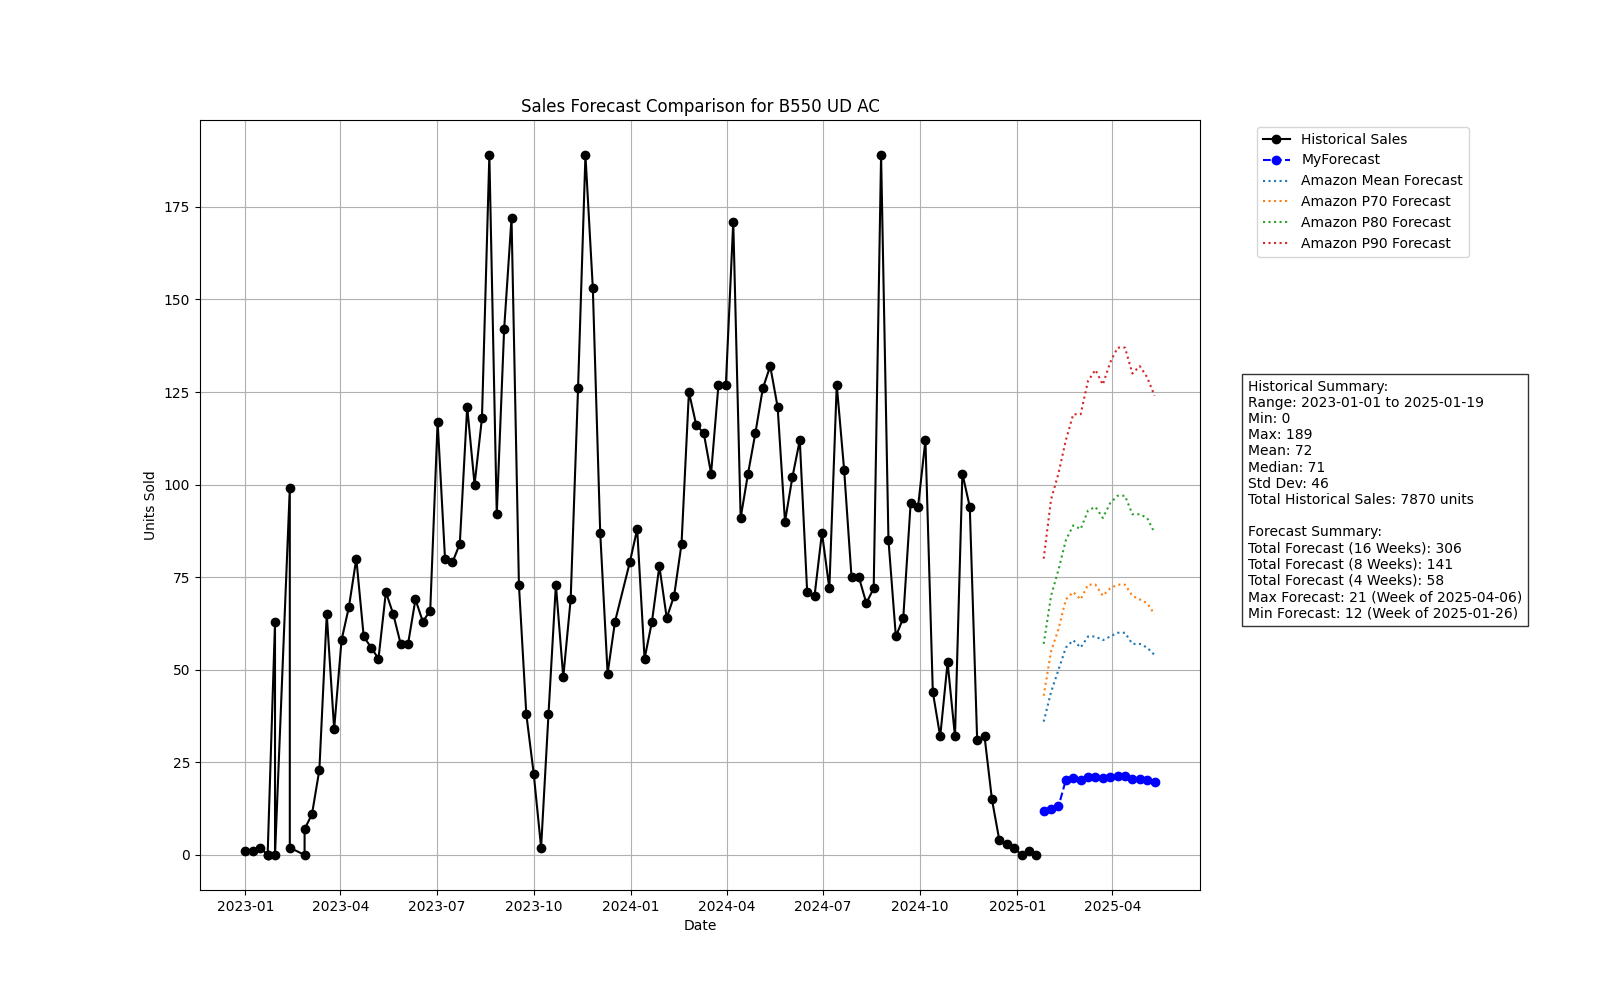 Sales Forecast Comparison for B550 UD AC
Historical Sales
MyForecast
Amazon Mean Forecast
Amazon P70 Forecast
Amazon P80 Forecast
Amazon P90 Forecast
Units Sold
175
150
125
100
75
50
25
0
2023-01
2023-04
2023-07
2023-10
2024-01
2024-04
2024-07
2024-10
2025-01
2025-04
Date
Historical Summary:
Range: 2023-01-01 to 2025-01-19
Min: 0
Max: 189
Mean: 72
Median: 71
Std Dev: 46
Total Historical Sales: 7870 units
Forecast Summary:
Total Forecast (16 Weeks): 306
Total Forecast (8 Weeks): 141
Total Forecast (4 Weeks): 58
Max Forecast: 21 (Week of 2025-04-06)
Min Forecast: 12 (Week of 2025-01-26)